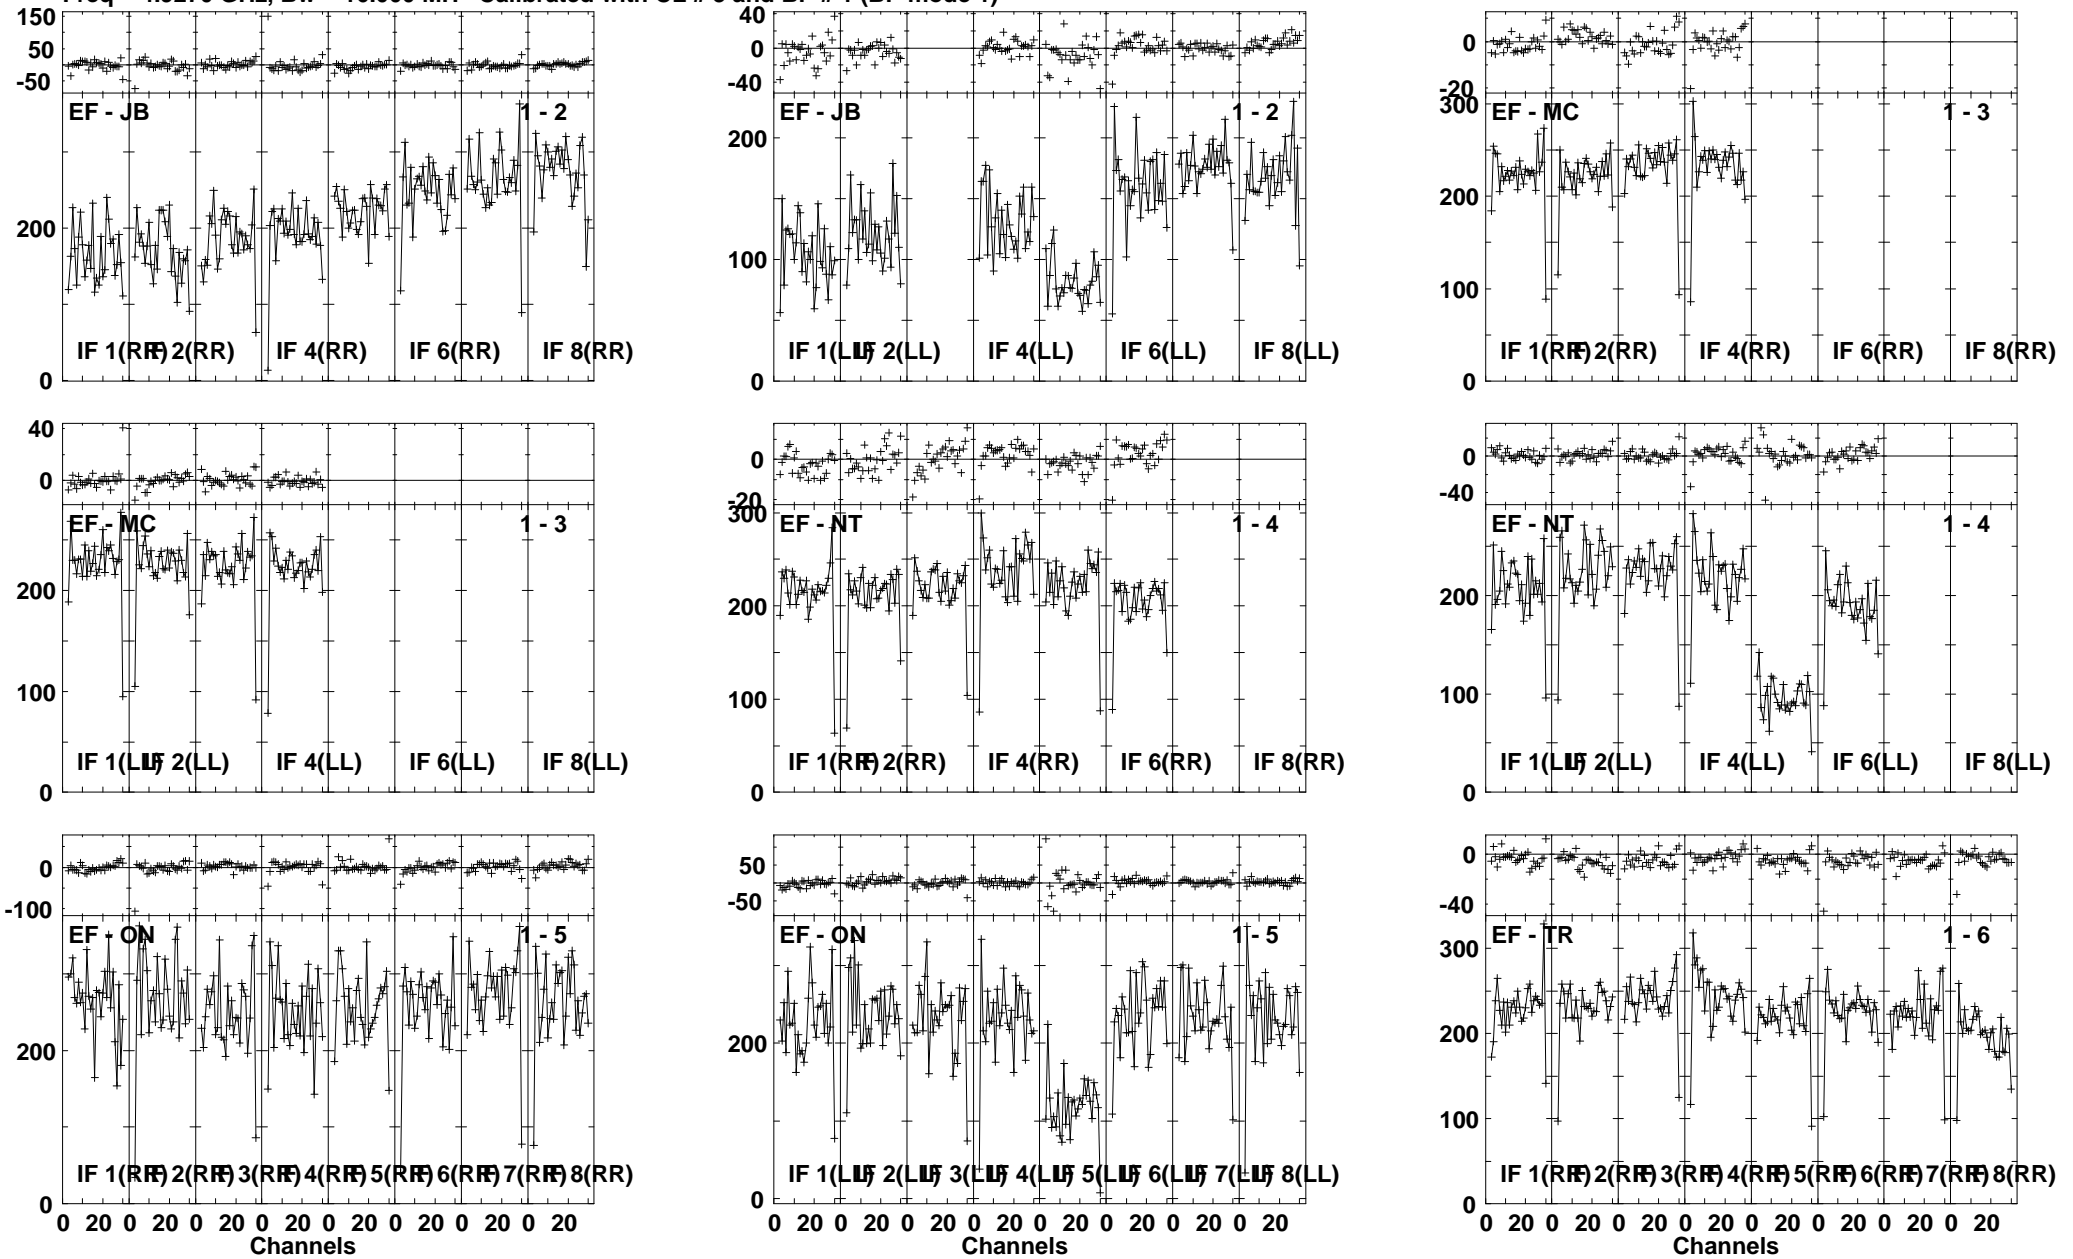 150
50
-50
EF - JB 1 - 2
200
0
IF 1(RR) IF 2(RR) IF 4(RR) IF 6(RR) IF 8(RR)
40
0
-40
EF - JB 1 - 2
200
100
0
IF 1(LL) IF 2(LL) IF 4(LL) IF 6(LL) IF 8(LL)
0
-20
300
EF - MC 1 - 3
200
100
0
IF 1(RR) IF 2(RR) IF 4(RR) IF 6(RR) IF 8(RR)
40
0
EF - MC 1 - 3
200
100
0
IF 1(LL) IF 2(LL) IF 4(LL) IF 6(LL) IF 8(LL)
0
-20
300
EF - NT 1 - 4
200
100
0
IF 1(RR) IF 2(RR) IF 4(RR) IF 6(RR) IF 8(RR)
0
-40
EF - NT 1 - 4
200
100
0
IF 1(LL) IF 2(LL) IF 4(LL) IF 6(LL) IF 8(LL)
0
-100
EF - ON 1 - 5
200
0
IF 1(RR) IF 2(RR) IF 3(RR) IF 4(RR) IF 5(RR) IF 6(RR) IF 7(RR) IF 8(RR)
0 20 0 20 0 20 0 20 0 20 0 20 0 20 0 20
Channels
50
-50
EF - ON 1 - 5
200
0
IF 1(LL) IF 2(LL) IF 3(LL) IF 4(LL) IF 5(LL) IF 6(LL) IF 7(LL) IF 8(LL)
0 20 0 20 0 20 0 20 0 20 0 20 0 20 0 20
Channels
0
-40
EF - TR 1 - 6
300
200
100
0
IF 1(RR) IF 2(RR) IF 3(RR) IF 4(RR) IF 5(RR) IF 6(RR) IF 7(RR) IF 8(RR)
0 20 0 20 0 20 0 20 0 20 0 20 0 20 0 20
Channels